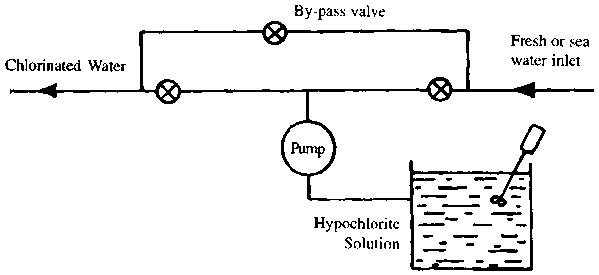 By-pass valve
Fresh or sea
water inlet
Chlorinated Water
Pump
Hypochlorite
Solution